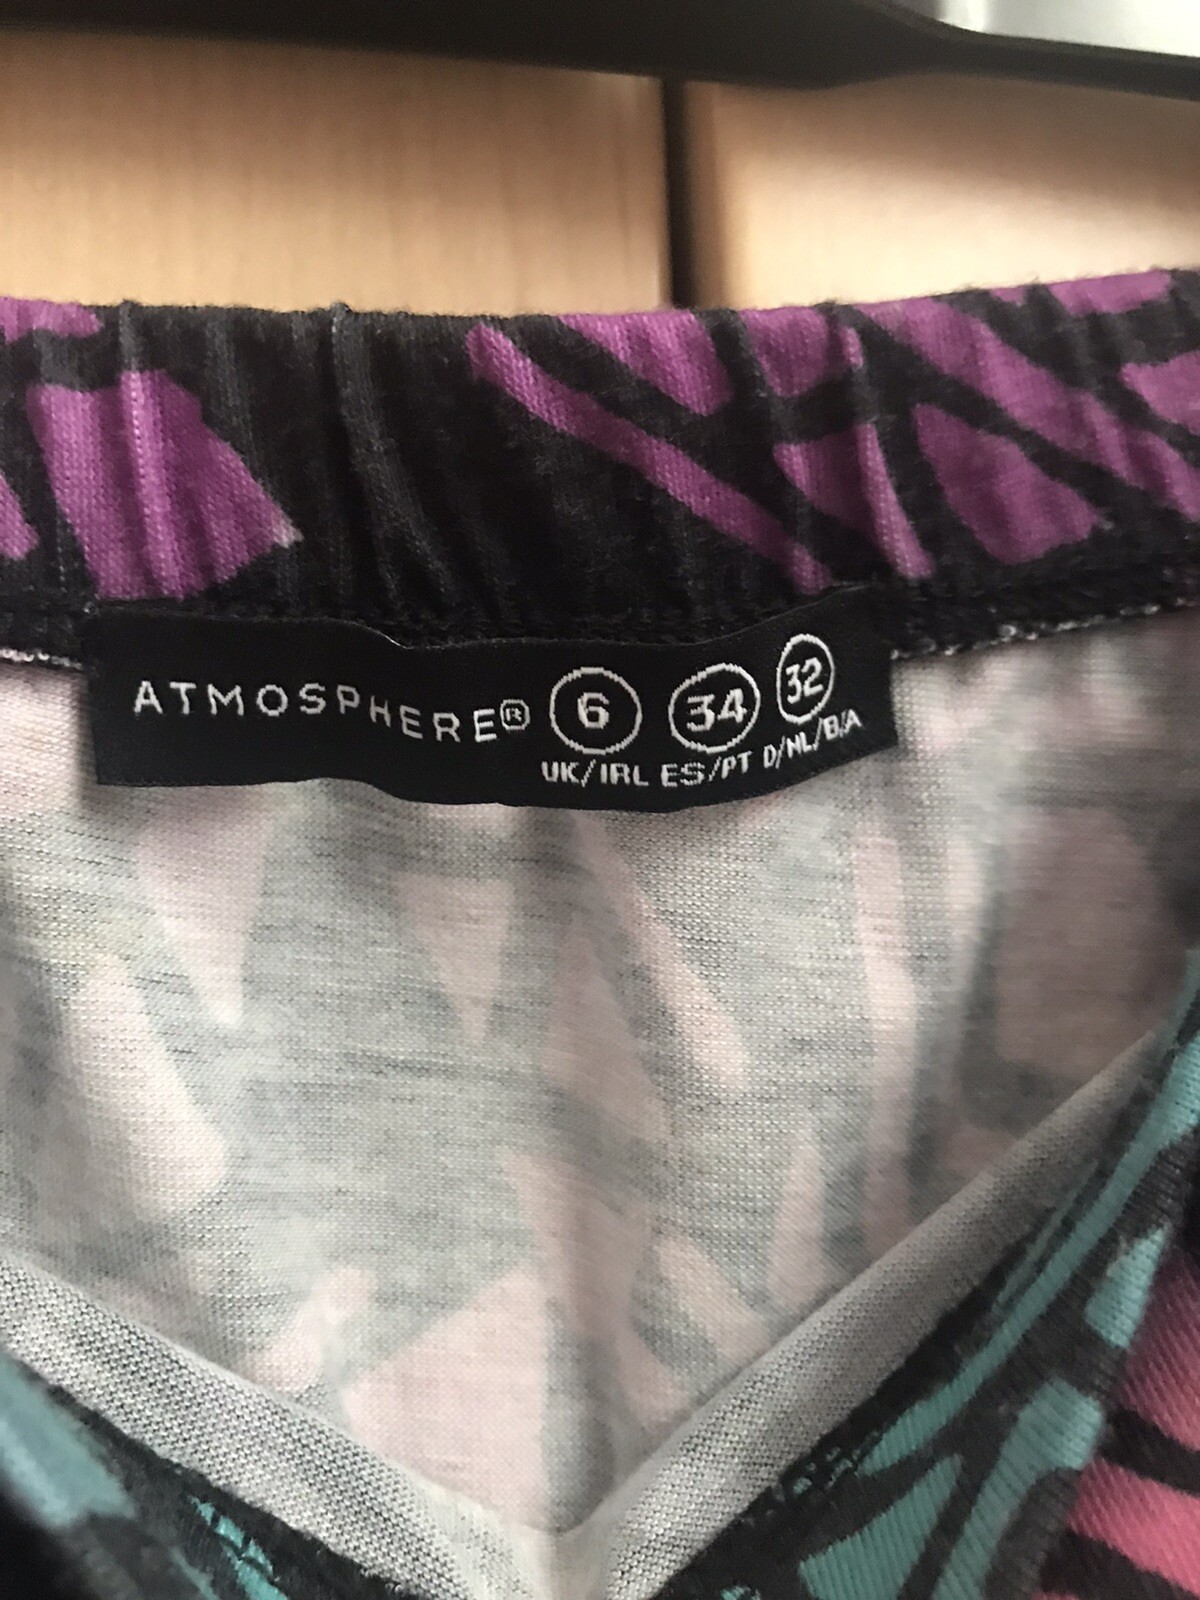 ATMOSPHERE® 6 34 32
UK/IRL ES/PT D/NL/B/A